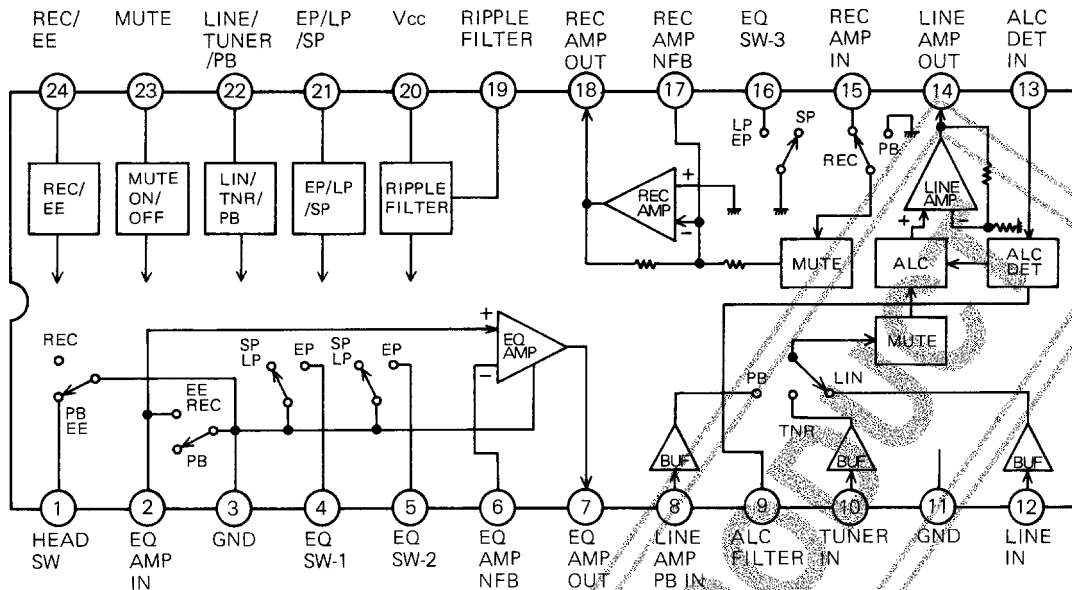 REC/
EE
MUTE
LINE/
TUNER
/PB
EP/LP
/SP
Vcc
RIPPLE
FILTER
REC
AMP
OUT
REC
AMP
NFB
EQ
SW-3
REC
AMP
IN
LINE
AMP
OUT
ALC
DET
IN
24
23
22
21
20
19
18
17
16
15
14
13
REC/
EE
MUTE
ON/
OFF
LIN/
TNR/
PB
EP/LP
/SP
RIPPLE
FILTER
REC
AMP
+
-
LP
EP
SP
REC
PB
LINE
AMP
+
-
MUTE
ALC
ALC
DET
MUTE
REC
PB
EE
EE
REC
PB
SP
LP
EP
SP
LP
EP
+
-
EQ
AMP
PB
LIN
TNR
BUF
BUF
BUF
1
2
3
4
5
6
7
8
9
10
11
12
HEAD
SW
EQ
AMP
IN
GND
EQ
SW-1
EQ
SW-2
EQ
AMP
NFB
EQ
AMP
OUT
LINE
AMP
PB IN
ALC
FILTER
TUNER
IN
GND
LINE
IN